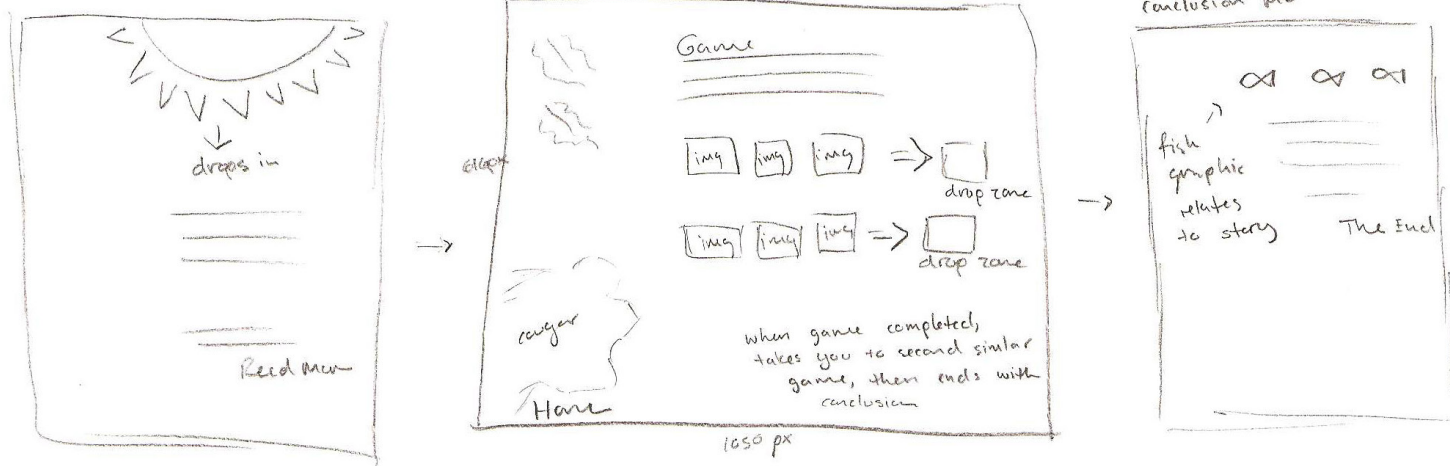 drops in
Read More
Game
img img img
drop zone
img img img
drop zone
cougar
Home
when game completed,
takes you to second similar
game, then ends with
conclusion
1050 px
conclusion
fish
graphic
relates
to story
The End